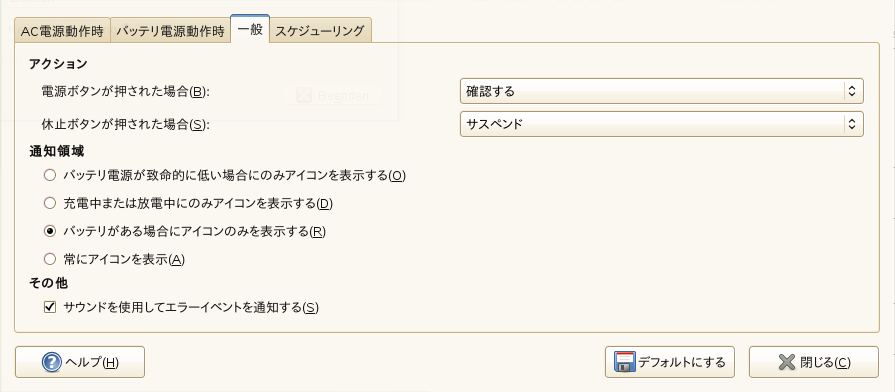 AC電源動作時 バッテリ電源動作時 一般 スケジューリング
アクション
電源ボタンが押された場合(B): 確認する
休止ボタンが押された場合(S): サスペンド
通知領域
バッテリ電源が致命的に低い場合にのみアイコンを表示する(O)
充電中または放電中にのみアイコンを表示する(D)
バッテリがある場合にアイコンのみを表示する(R)
常にアイコンを表示(A)
その他
サウンドを使用してエラーイベントを通知する(S)
ヘルプ(H) デフォルトにする 閉じる(C)